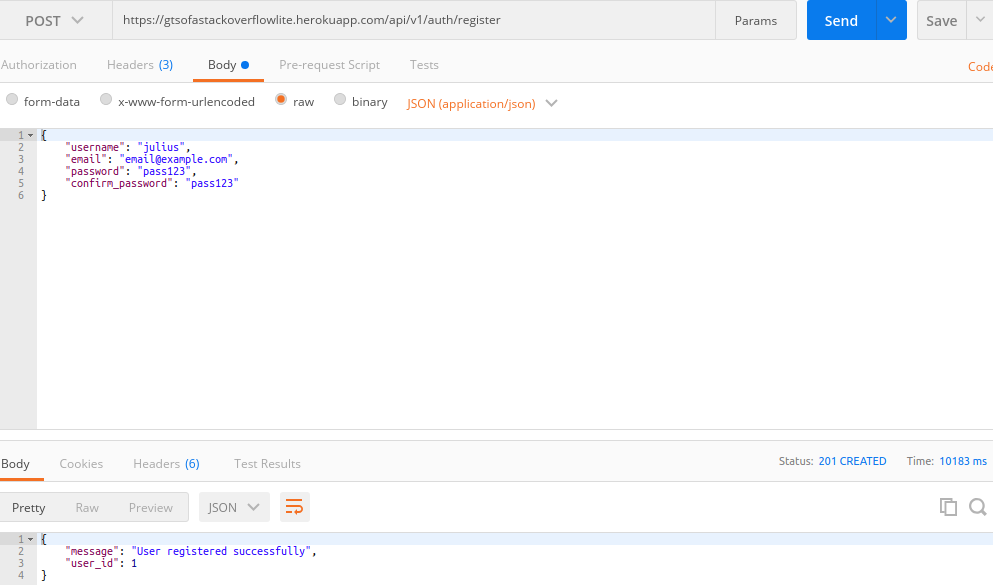 POST https://gtsofastackoverflowlite.herokuapp.com/api/v1/auth/register Params Send Save
Authorization Headers (3) Body Pre-request Script Tests Code
form-data x-www-form-urlencoded raw binary JSON (application/json)
1 {
2 "username": "julius",
3 "email": "email@example.com",
4 "password": "pass123",
5 "confirm_password": "pass123"
6 }
Body Cookies Headers (6) Test Results Status: 201 CREATED Time: 10183 ms
Pretty Raw Preview JSON
1 {
2 "message": "User registered successfully",
3 "user_id": 1
4 }